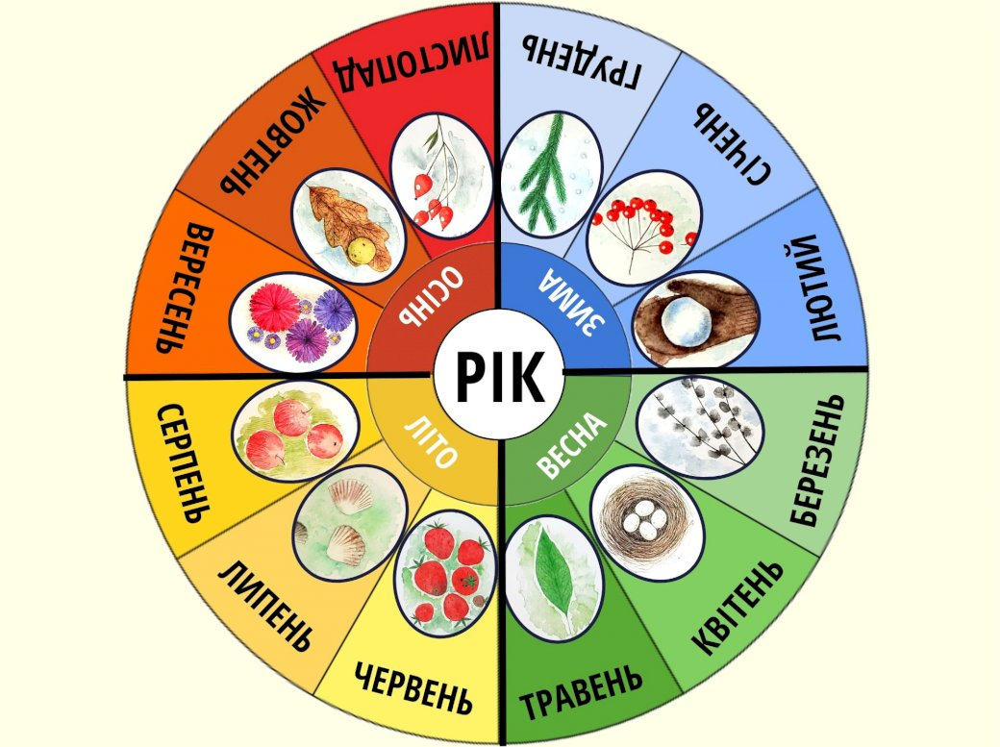 РІК
ЗИМА
ВЕСНА
ЛІТО
ОСІНЬ
ГРУДЕНЬ
СІЧЕНЬ
ЛЮТИЙ
БЕРЕЗЕНЬ
КВІТЕНЬ
ТРАВЕНЬ
ЧЕРВЕНЬ
ЛИПЕНЬ
СЕРПЕНЬ
ВЕРЕСЕНЬ
ЖОВТЕНЬ
ЛИСТОПАД